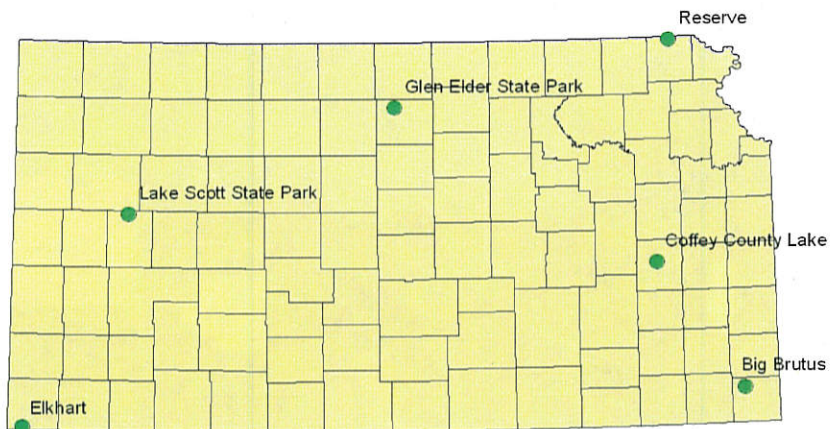 Reserve
Glen Elder State Park
Lake Scott State Park
Coffey County Lake
Big Brutus
Elkhart